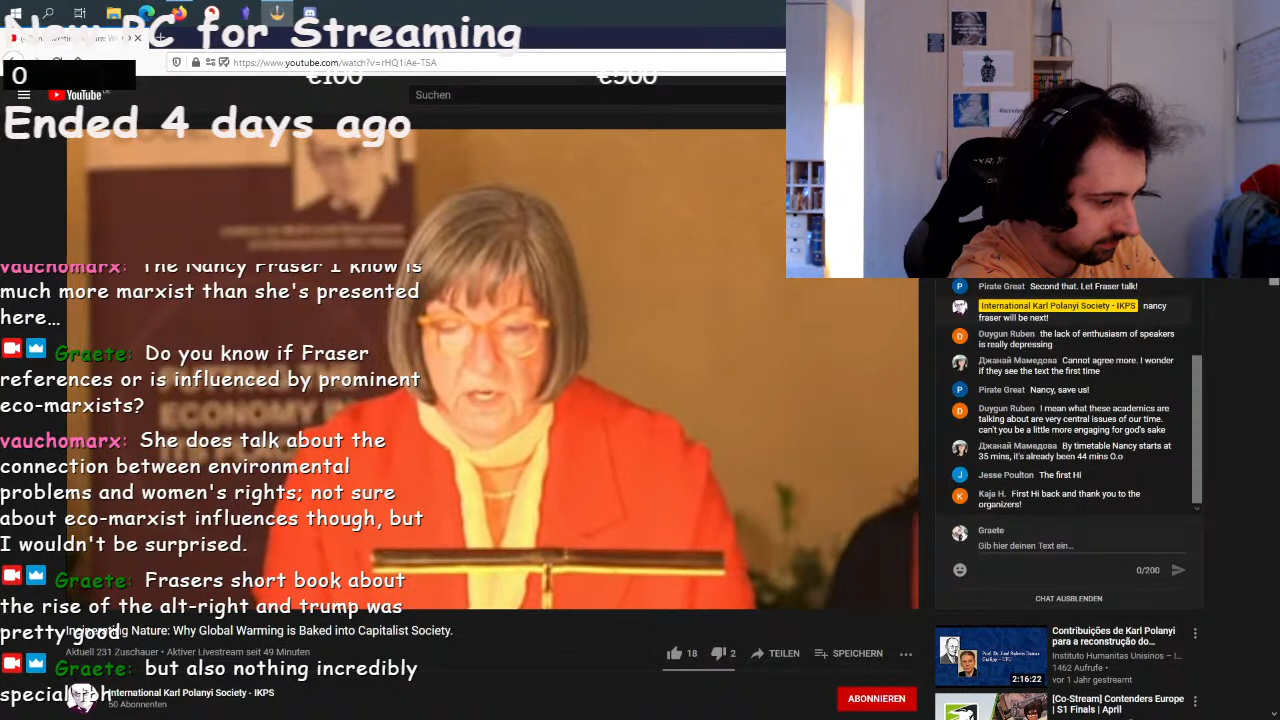 New PC for Streaming
https://www.youtube.com/watch?v=rHQ1iAe-T5A
0
€100
€500
YouTube
Suchen
Ended 4 days ago
vauchomarx: The Nancy Fraser I know is
much more marxist than she's presented
here...
Graete: Do you know if Fraser
references or is influenced by prominent
eco-marxists?
vauchomarx: She does talk about the
connection between environmental
problems and women's rights; not sure
about eco-marxist influences though, but
I wouldn't be surprised.
Graete: Frasers short book about
the rise of the alt-right and trump was
pretty good
Graete: but also nothing incredibly
special tbh
ECONOMY
Pirate Great Second that. Let Fraser talk!
International Karl Polanyi Society - IKPS nancy
fraser will be next!
Duygun Ruben the lack of enthusiasm of speakers
is really depressing
Джанай Мамедова Cannot agree more. I wonder
if they see the text the first time
Pirate Great Nancy, save us!
Duygun Ruben I mean what these academics are
talking about are very central issues of our time.
can't you be a little more engaging for god's sake
Джанай Мамедова By timetable Nancy starts at
35 mins, it's already been 44 mins O.o
Jesse Poulton The first Hi
Kaja H. First Hi back and thank you to the
organizers!
Graete
Gib hier deinen Text ein...
0/200
CHAT AUSBLENDEN
Incinerating Nature: Why Global Warming is Baked into Capitalist Society.
Aktuell 231 Zuschauer • Aktiver Livestream seit 49 Minuten
18
2
TEILEN
SPEICHERN
International Karl Polanyi Society - IKPS
50 Abonnenten
ABONNIEREN
Contribuições de Karl Polanyi
para a reconstrução do...
Instituto Humanitas Unisinos – I...
1462 Aufrufe •
vor 1 Jahr gestreamt
2:16:22
[Co-Stream] Contenders Europe
| S1 Finals | April